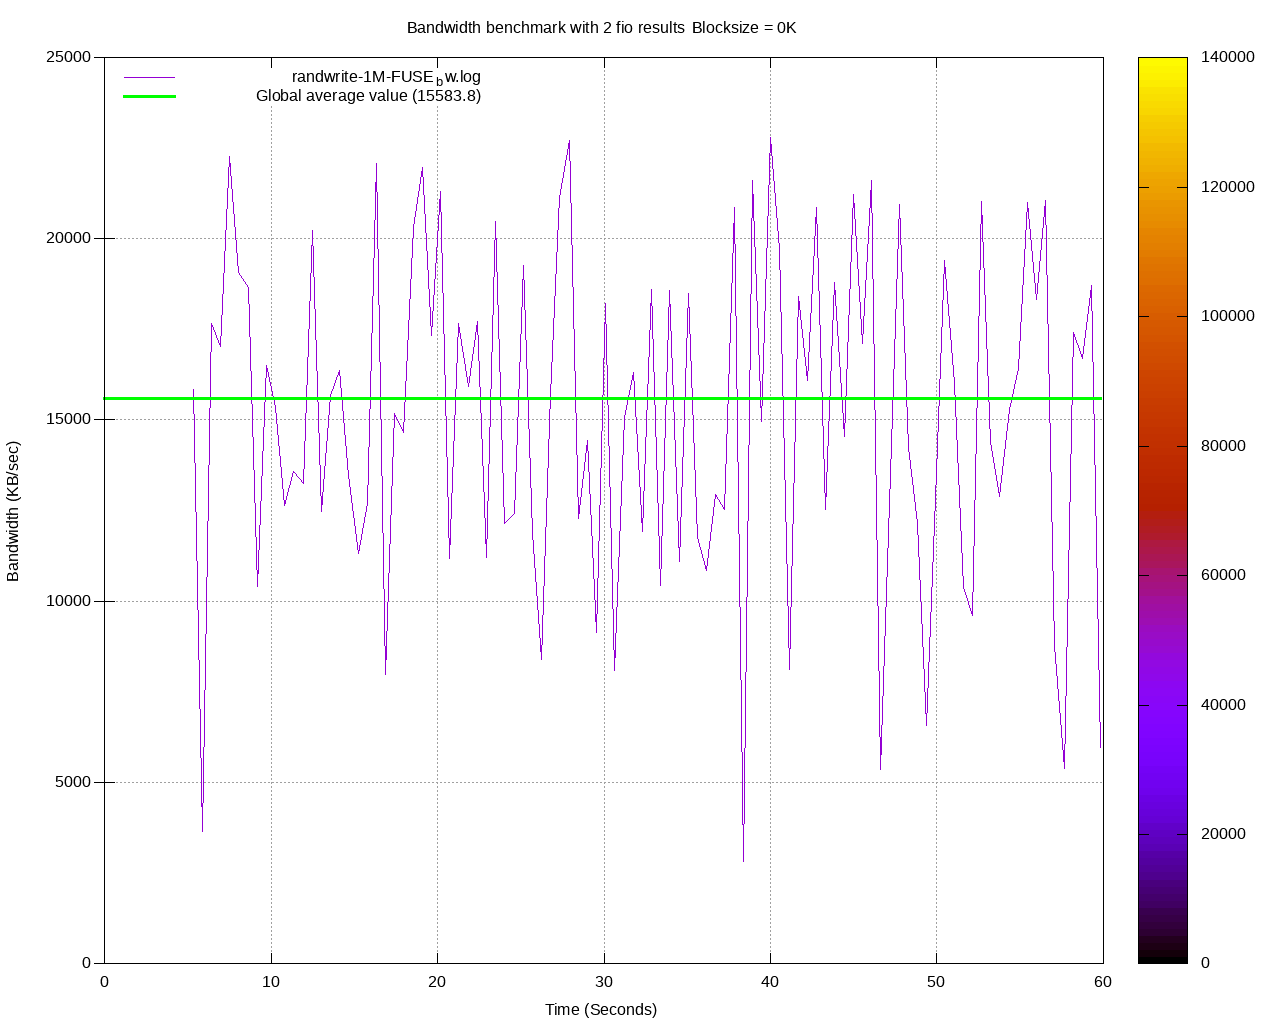 Bandwidth benchmark with 2 fio results Blocksize = 0K
randwrite-1M-FUSE_bw.log
Global average value (15583.8)
25000
20000
15000
10000
5000
0
Bandwidth (KB/sec)
0 10 20 30 40 50 60
Time (Seconds)
140000
120000
100000
80000
60000
40000
20000
0